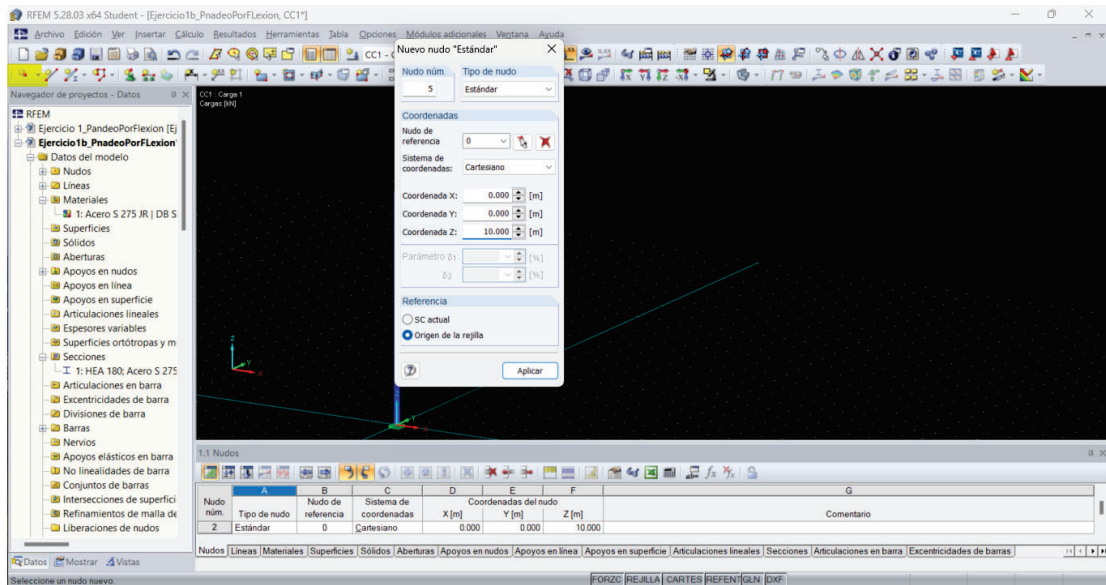 RFEM 5.28.03 x64 Student - [Ejercicio1b_PnadeoPorFLexion, CC1*]
Archivo Edición Ver Insertar Cálculo Resultados Herramientas Tabla Opciones Módulos adicionales Ventana Ayuda
CC1 - C
Navegador de proyectos - Datos
RFEM
Ejercicio 1_PandeoPorFlexion [Ej
Ejercicio1b_PnadeoPorFLexion
Datos del modelo
Nudos
Líneas
Materiales
1: Acero S 275 JR | DB S
Superficies
Sólidos
Aberturas
Apoyos en nudos
Apoyos en línea
Apoyos en superficie
Articulaciones lineales
Espesores variables
Superficies ortótropas y m
Secciones
1: HEA 180; Acero S 275
Articulaciones en barra
Excentricidades de barra
Divisiones de barra
Barras
Nervios
Apoyos elásticos en barra
No linealidades de barra
Conjuntos de barras
Intersecciones de superfici
Refinamientos de malla de
Liberaciones de nudos
Datos Mostrar Vistas
Seleccione un nudo nuevo.
CC1 : Carga 1
Cargas [kN]
Z
Y
X
Y
X
Nuevo nudo "Estándar"
Nudo núm. Tipo de nudo
5 Estándar
Coordenadas
Nudo de
referencia 0
Sistema de
coordenadas: Cartesiano
Coordenada X: 0.000 [m]
Coordenada Y: 0.000 [m]
Coordenada Z: 10.000 [m]
Parámetro δ1: [%]
δ2 [%]
Referencia
SC actual
Origen de la rejilla
Aplicar
1.1 Nudos
A B C D E F G
Nudo Nudo de Sistema de Coordenadas del nudo
núm. Tipo de nudo referencia coordenadas X [m] Y [m] Z [m] Comentario
2 Estándar 0 Cartesiano 0.000 0.000 10.000
Nudos Líneas Materiales Superficies Sólidos Aberturas Apoyos en nudos Apoyos en línea Apoyos en superficie Articulaciones lineales Secciones Articulaciones en barra Excentricidades de barras
FORZC REJILLA CARTES REFENT GLN DXF